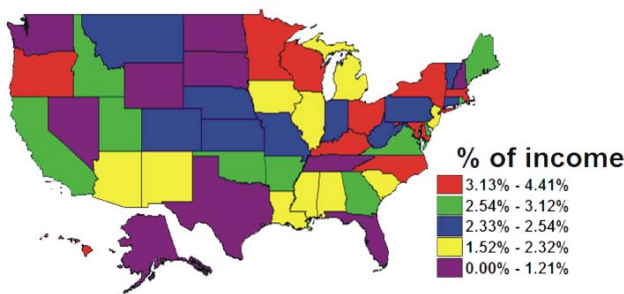 % of income
3.13% - 4.41%
2.54% - 3.12%
2.33% - 2.54%
1.52% - 2.32%
0.00% - 1.21%